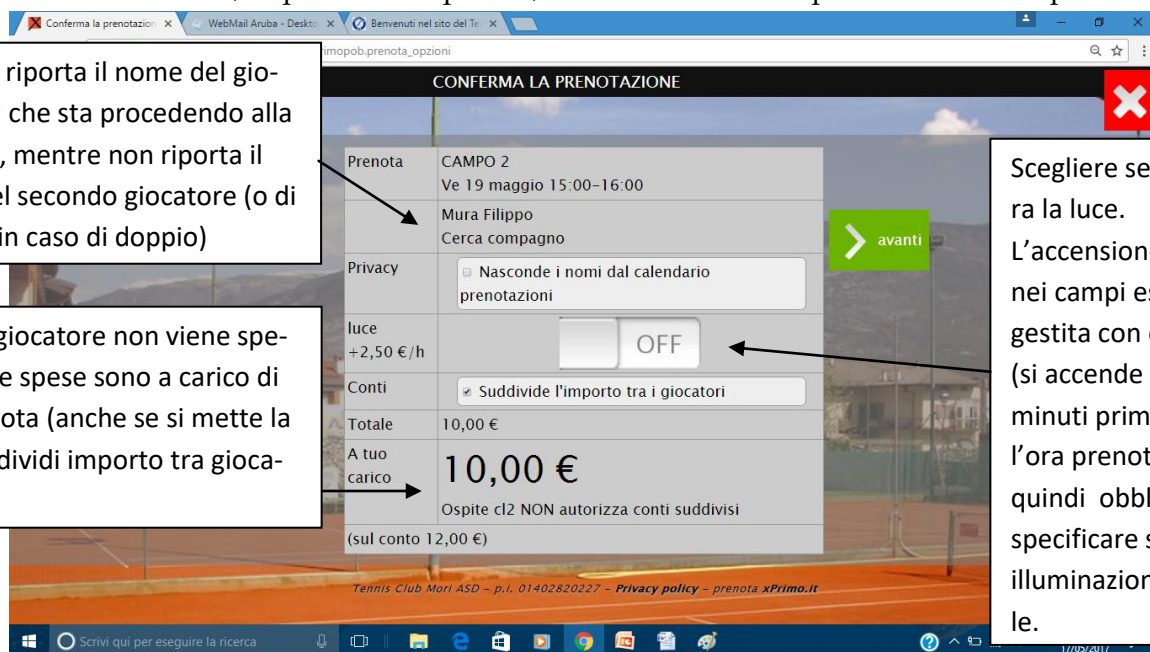 Conferma la prenotazion
WebMail Aruba - Deskto
Benvenuti nel sito del Te
imopob.prenota_opzioni
riporta il nome del gio-
che sta procedendo alla
, mentre non riporta il
el secondo giocatore (o di
in caso di doppio)
giocatore non viene spe-
e spese sono a carico di
ota (anche se si mette la
dividi importo tra gioca-
CONFERMA LA PRENOTAZIONE
Prenota CAMPO 2
Ve 19 maggio 15:00-16:00
Mura Filippo
Cerca compagno
Privacy Nasconde i nomi dal calendario
prenotazioni
luce
+2,50 €/h OFF
Conti Suddivide l'importo tra i giocatori
Totale 10,00 €
A tuo
carico 10,00 €
Ospite cl2 NON autorizza conti suddivisi
(sul conto 12,00 €)
avanti
Scegliere se
ra la luce.
L’accensione
nei campi es
gestita con
(si accende
minuti prim
l’ora prenot
quindi obbl
specificare s
illuminazion
le.
Tennis Club Mori ASD - p.i. 01402820227 - Privacy policy - prenota xPrimo.it
Scrivi qui per eseguire la ricerca
17/05/2017